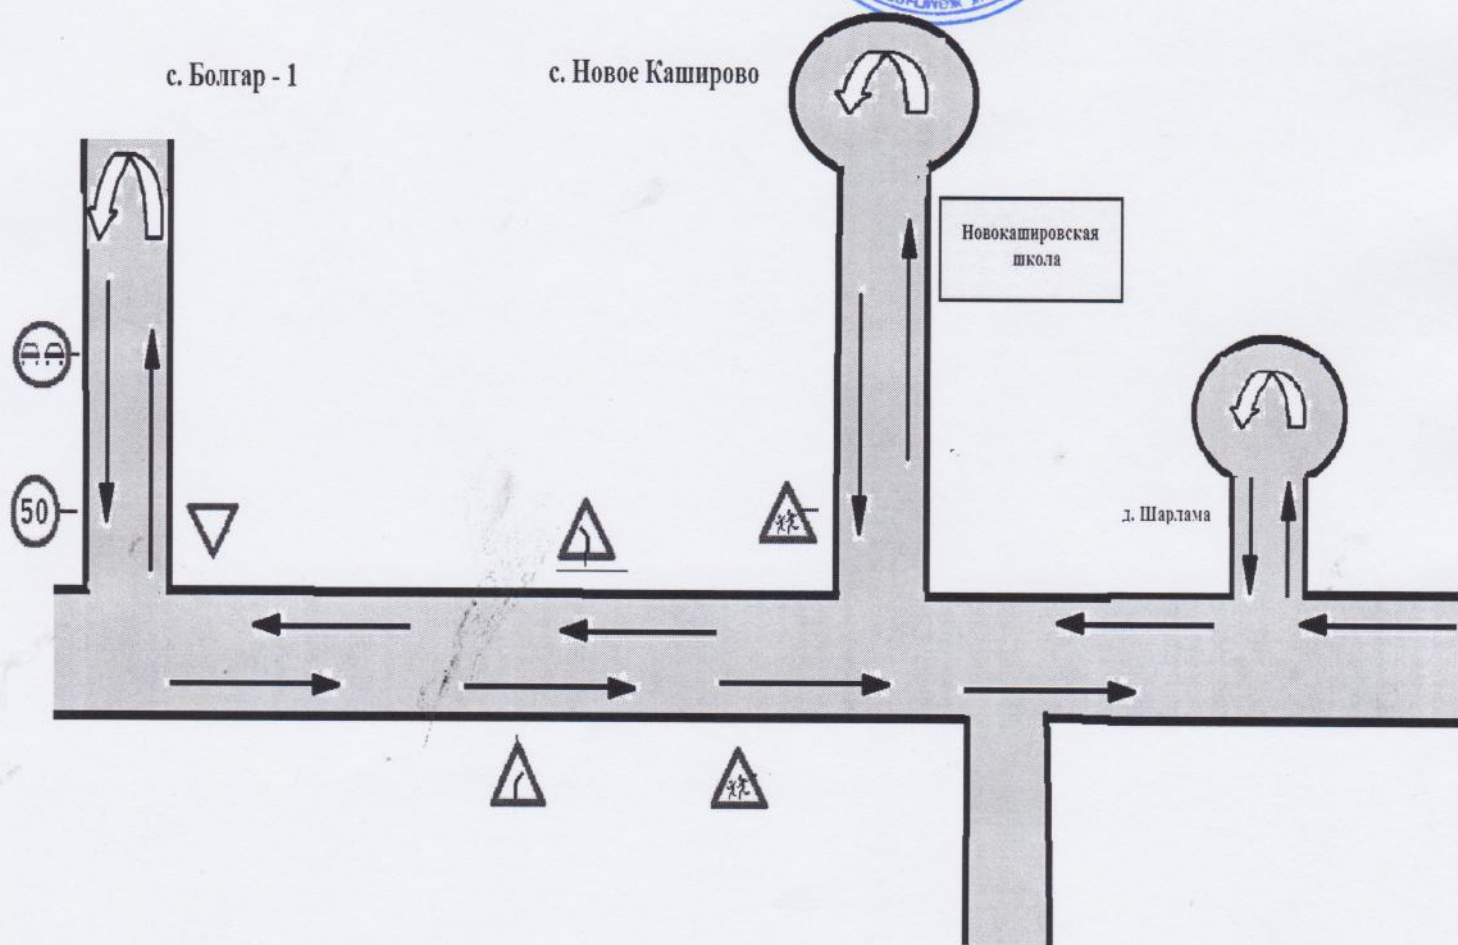 с. Болгар - 1
с. Новое Каширово
Новокашировская
школа
50
д. Шарлама